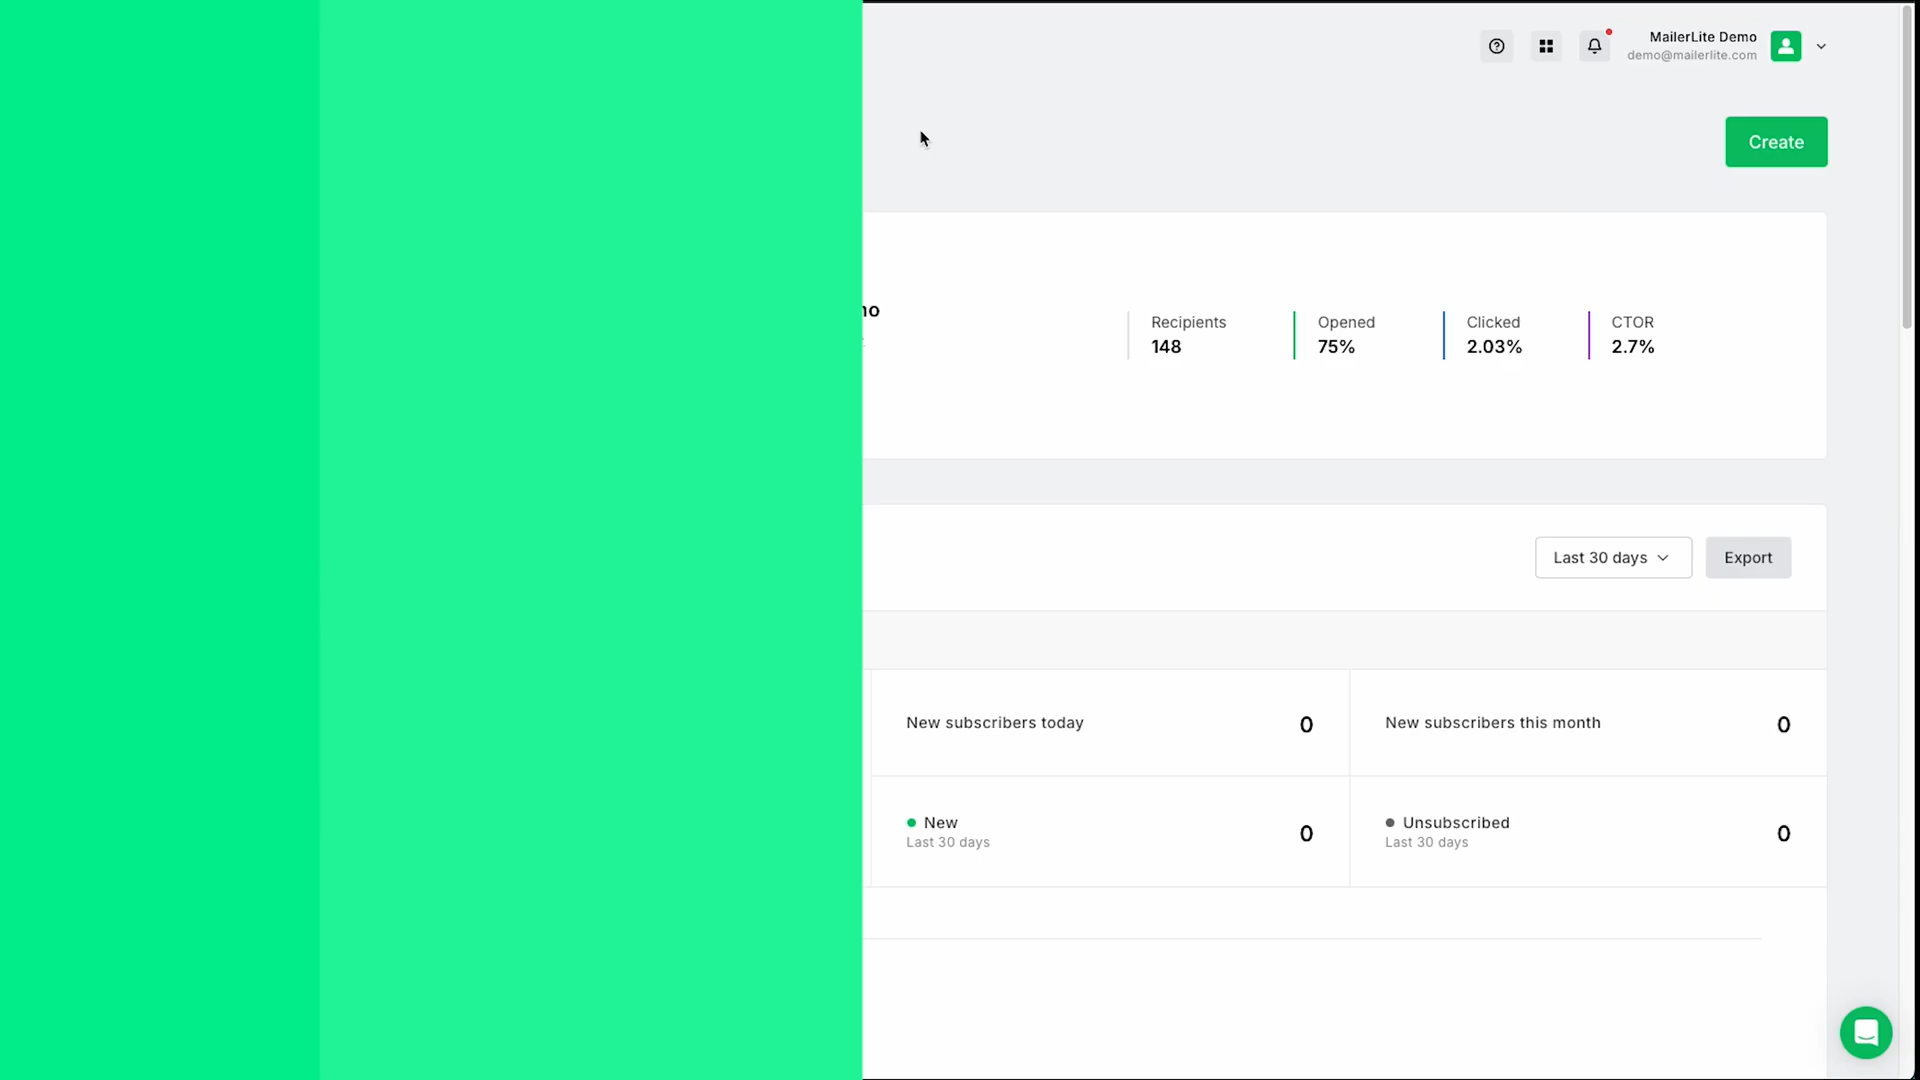 MailerLite Demo
demo@mailerlite.com
Create
Recipients
148
Opened
75%
Clicked
2.03%
CTOR
2.7%
Last 30 days
Export
New subscribers today
0
New subscribers this month
0
New
Last 30 days
0
Unsubscribed
Last 30 days
0